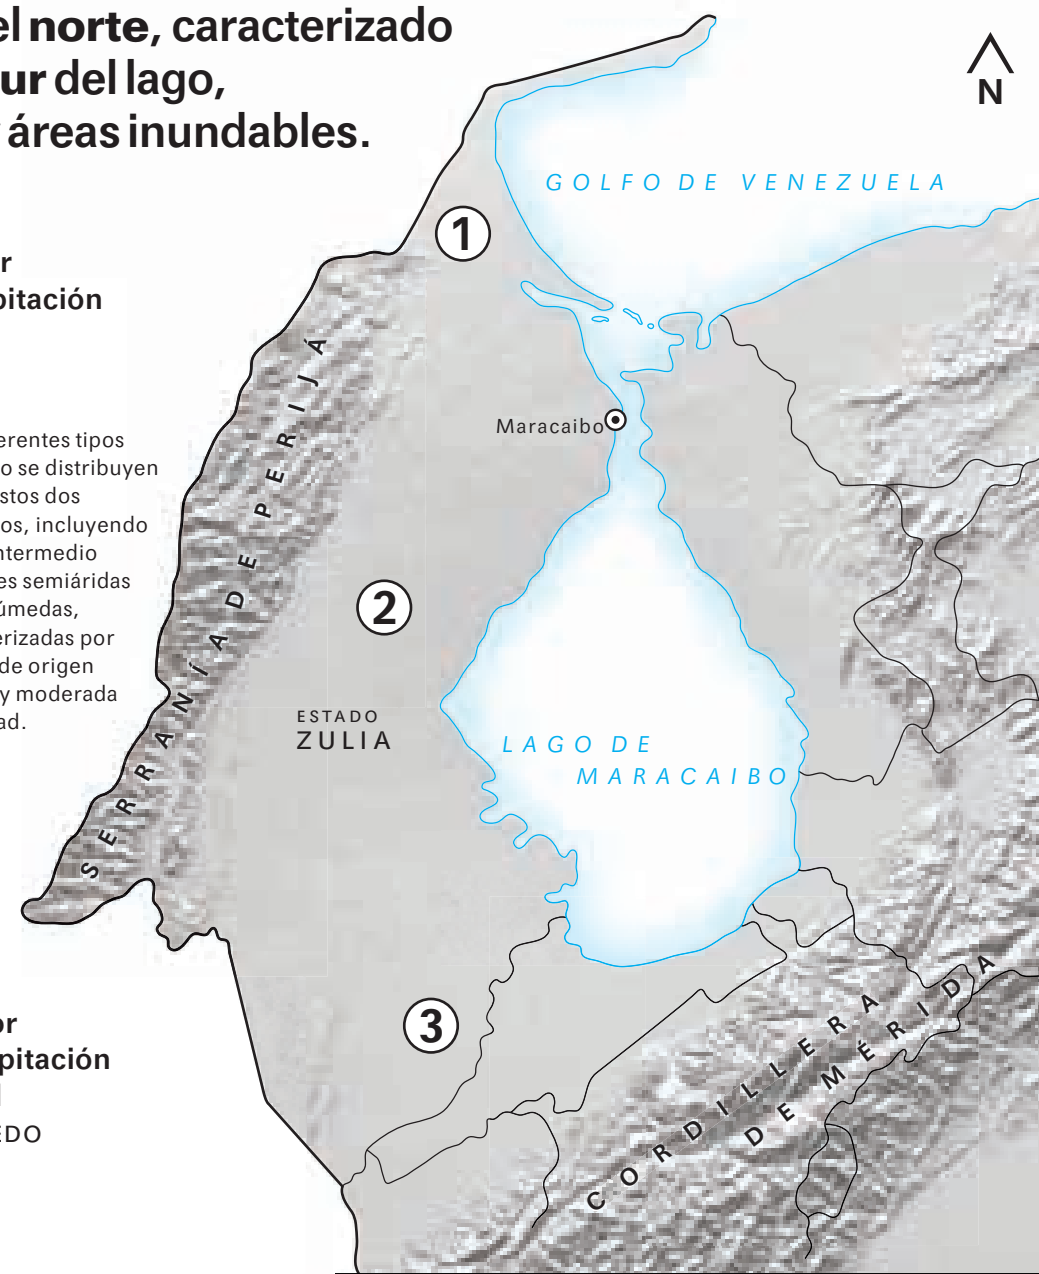 el norte, caracterizado
ur del lago,
áreas inundables.
N
GOLFO DE VENEZUELA
1
r
pitación
SERRANÍA DE PERIJÁ
Maracaibo
erentes tipos
o se distribuyen
stos dos
os, incluyendo
ntermedio
es semiáridas
úmedas,
erizadas por
de origen
y moderada
ad.
2
ESTADO
ZULIA
LAGO DE
MARACAIBO
3
or
pitación
EDO
CORDILLERA
DE MÉRIDA